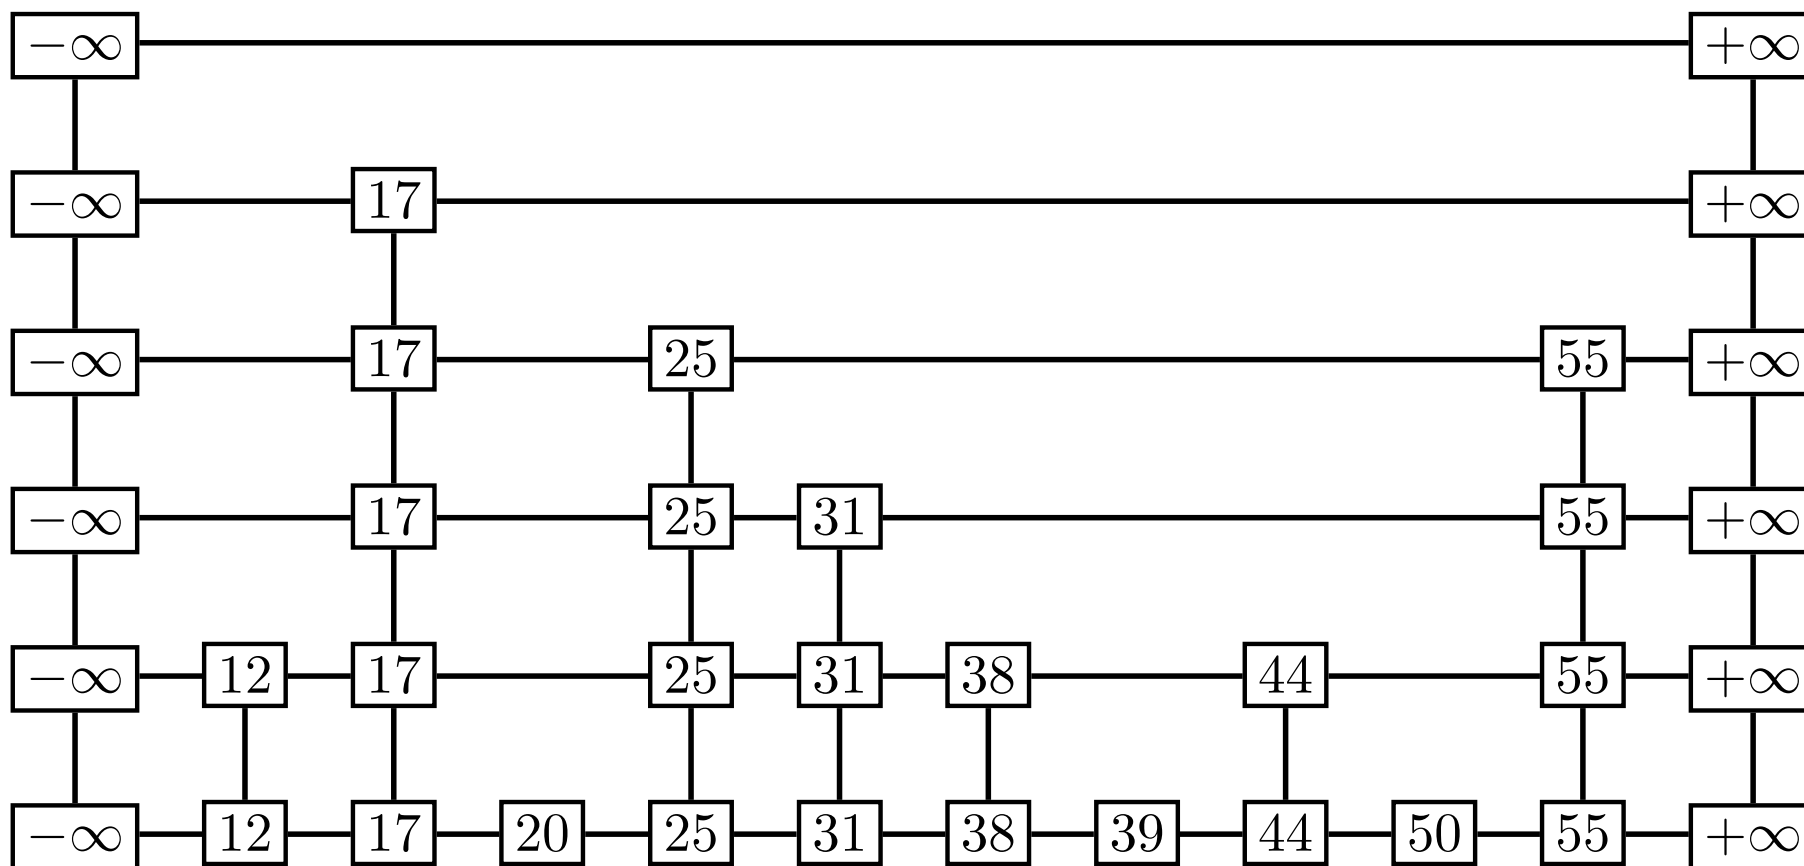 −∞ +∞
−∞ 17 +∞
−∞ 17 25 55 +∞
−∞ 17 25 31 55 +∞
−∞ 12 17 25 31 38 44 55 +∞
−∞ 12 17 20 25 31 38 39 44 50 55 +∞